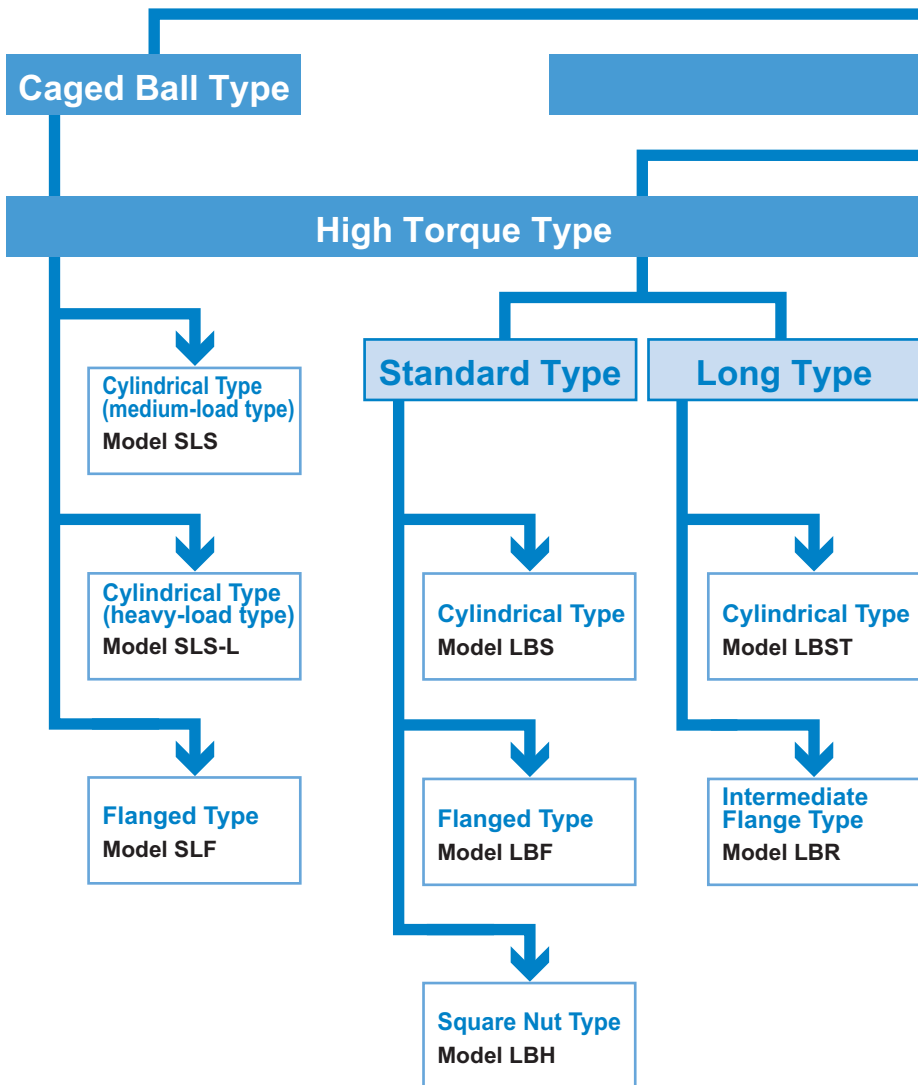 Caged Ball Type
High Torque Type
Standard Type
Long Type
Cylindrical Type
(medium-load type)
Model SLS
Cylindrical Type
(heavy-load type)
Model SLS-L
Cylindrical Type
Model LBS
Cylindrical Type
Model LBST
Flanged Type
Model SLF
Flanged Type
Model LBF
Intermediate
Flange Type
Model LBR
Square Nut Type
Model LBH